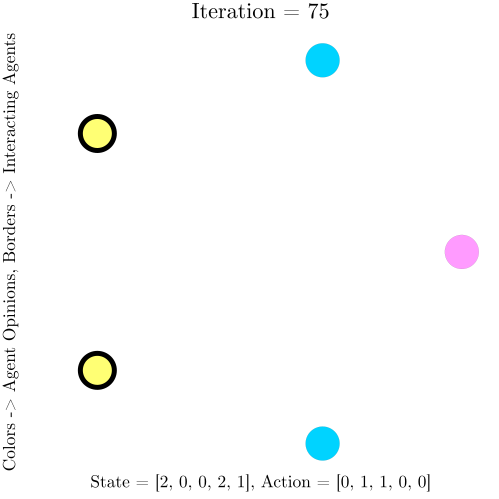 Iteration = 75
Colors -> Agent Opinions, Borders -> Interacting Agents
State = [2, 0, 0, 2, 1], Action = [0, 1, 1, 0, 0]